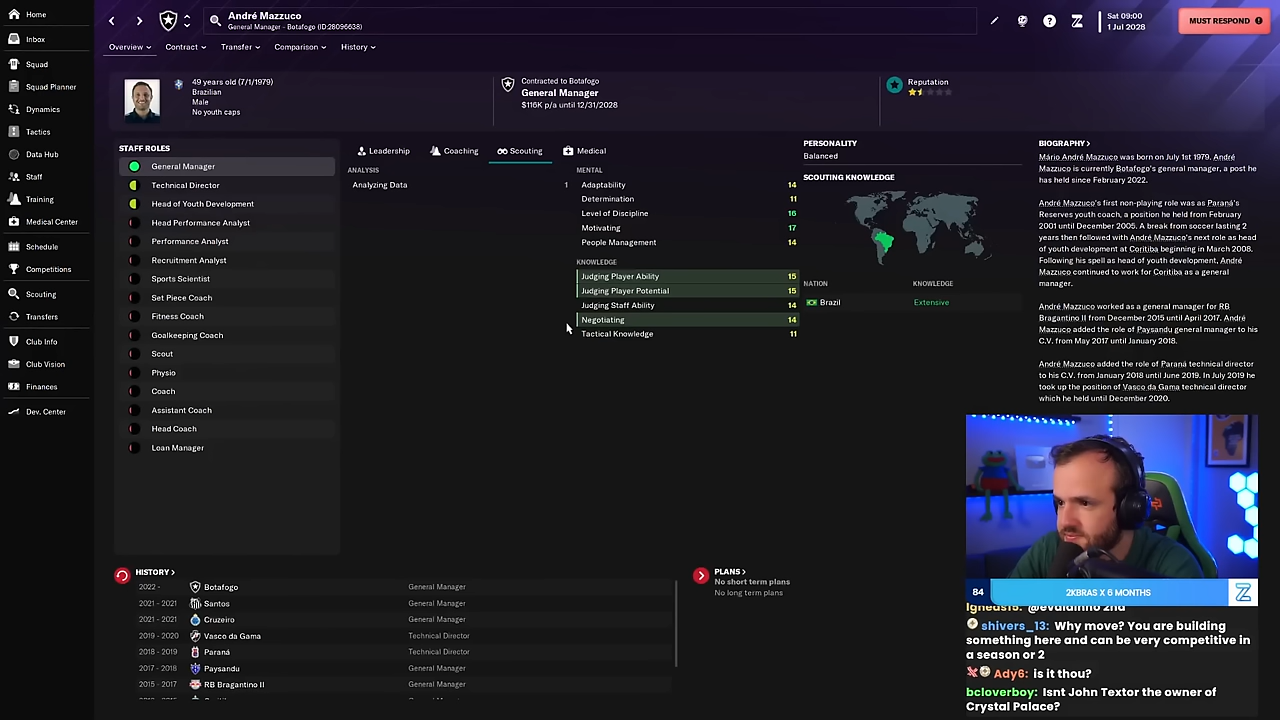 Home
Inbox
Squad
Squad Planner
Dynamics
Tactics
Data Hub
Staff
Training
Medical Center
Schedule
Competitions
Scouting
Transfers
Club Info
Club Vision
Finances
Dev. Center
André Mazzuco
General Manager - Botafogo (ID:28096638)
Sat 09:00
1 Jul 2028
MUST RESPOND
Overview
Contract
Transfer
Comparison
History
49 years old (7/1/1979)
Brazilian
Male
No youth caps
Contracted to Botafogo
General Manager
$116K p/a until 12/31/2028
Reputation
STAFF ROLES
General Manager
Technical Director
Head of Youth Development
Head Performance Analyst
Performance Analyst
Recruitment Analyst
Sports Scientist
Set Piece Coach
Fitness Coach
Goalkeeping Coach
Scout
Physio
Coach
Assistant Coach
Head Coach
Loan Manager
Leadership
Coaching
Scouting
Medical
ANALYSIS
Analyzing Data 1
MENTAL
Adaptability 14
Determination 11
Level of Discipline 16
Motivating 17
People Management 14
KNOWLEDGE
Judging Player Ability 15
Judging Player Potential 15
Judging Staff Ability 14
Negotiating 14
Tactical Knowledge 11
PERSONALITY
Balanced
SCOUTING KNOWLEDGE
NATION KNOWLEDGE
Brazil Extensive
BIOGRAPHY >
Mário André Mazzuco was born on July 1st 1979. André
Mazzuco is currently Botafogo's general manager, a post he
has held since February 2022.
André Mazzuco's first non-playing role was as Paraná's
Reserves youth coach, a position he held from February
2001 until December 2005. A break from soccer lasting 2
years then followed with André Mazzuco's next role as head
of youth development at Coritiba beginning in March 2008.
Following his spell as head of youth development, André
Mazzuco continued to work for Coritiba as a general
manager.
André Mazzuco worked as a general manager for RB
Bragantino II from December 2015 until April 2017. André
Mazzuco added the role of Paysandu general manager to his
C.V. from May 2017 until January 2018.
André Mazzuco added the role of Paraná technical director
to his C.V. from January 2018 until June 2019. In July 2019 he
took up the position of Vasco da Gama technical director
which he held until December 2020.
HISTORY >
2022 - Botafogo General Manager
2021 - 2021 Santos General Manager
2021 - 2021 Cruzeiro General Manager
2019 - 2020 Vasco da Gama Technical Director
2018 - 2019 Paraná Technical Director
2017 - 2018 Paysandu General Manager
2015 - 2017 RB Bragantino II General Manager
PLANS >
No short term plans
No long term plans
84 2KBRAS X 6 MONTHS
shivers_13: Why move? You are building
something here and can be very competitive in
a season or 2
Ady6: is it thou?
bcloverboy: Isnt John Textor the owner of
Crystal Palace?